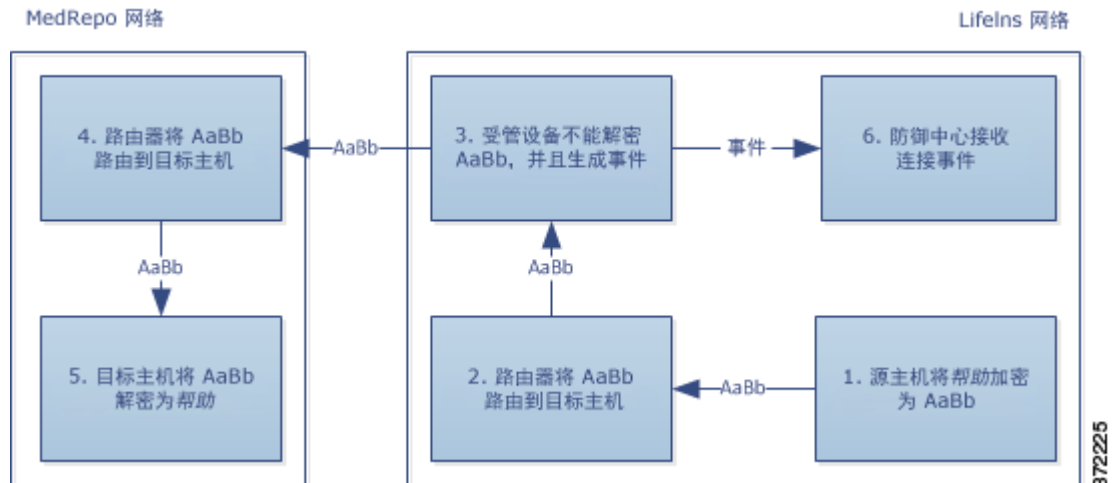 MedRepo 网络
LifeIns 网络
4. 路由器将 AaBb
路由到目标主机
AaBb
3. 受管设备不能解密
AaBb，并且生成事件
事件
6. 防御中心接收
连接事件
AaBb
AaBb
5. 目标主机将 AaBb
解密为帮助
2. 路由器将 AaBb
路由到目标主机
AaBb
1. 源主机将帮助加密
为 AaBb
372225